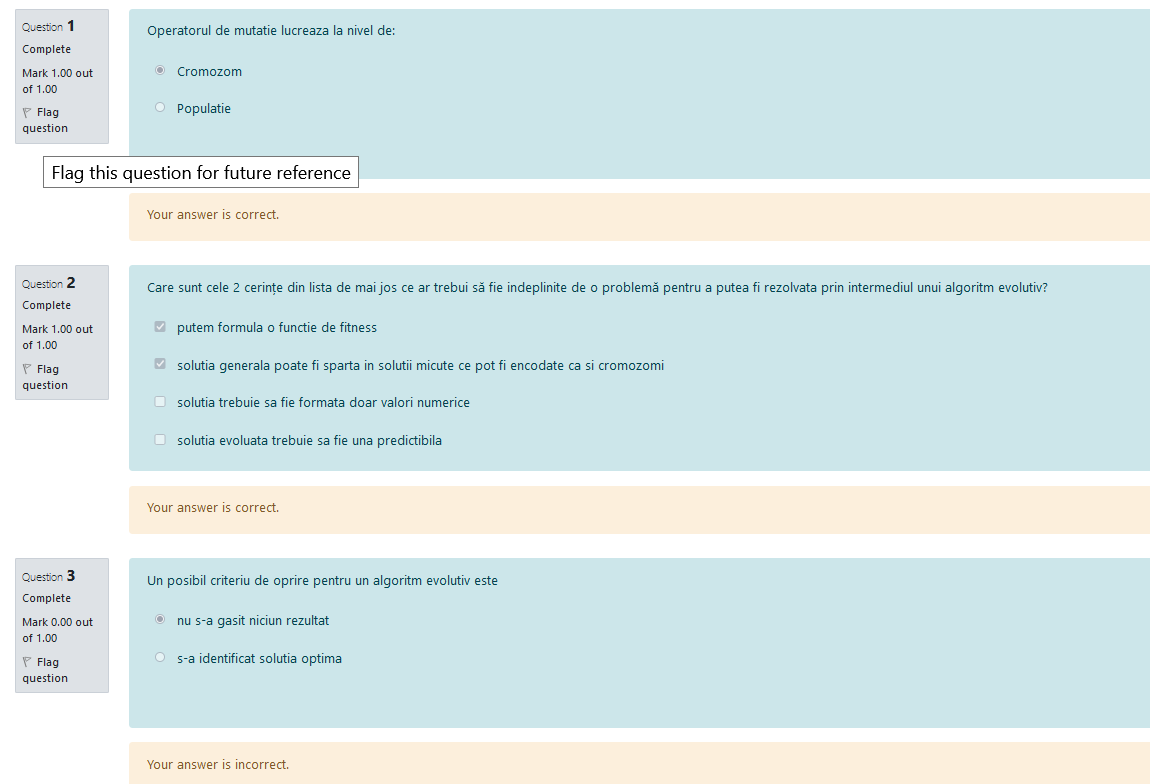 Question 1
Complete
Mark 1.00 out
of 1.00
Flag
question
Operatorul de mutatie lucreaza la nivel de:
Cromozom
Populatie
Flag this question for future reference
Your answer is correct.
Question 2
Complete
Mark 1.00 out
of 1.00
Flag
question
Care sunt cele 2 cerințe din lista de mai jos ce ar trebui să fie indeplinite de o problemă pentru a putea fi rezolvata prin intermediul unui algoritm evolutiv?
putem formula o functie de fitness
solutia generala poate fi sparta in solutii micute ce pot fi encodate ca si cromozomi
solutia trebuie sa fie formata doar valori numerice
solutia evoluata trebuie sa fie una predictibila
Your answer is correct.
Question 3
Complete
Mark 0.00 out
of 1.00
Flag
question
Un posibil criteriu de oprire pentru un algoritm evolutiv este
nu s-a gasit niciun rezultat
s-a identificat solutia optima
Your answer is incorrect.